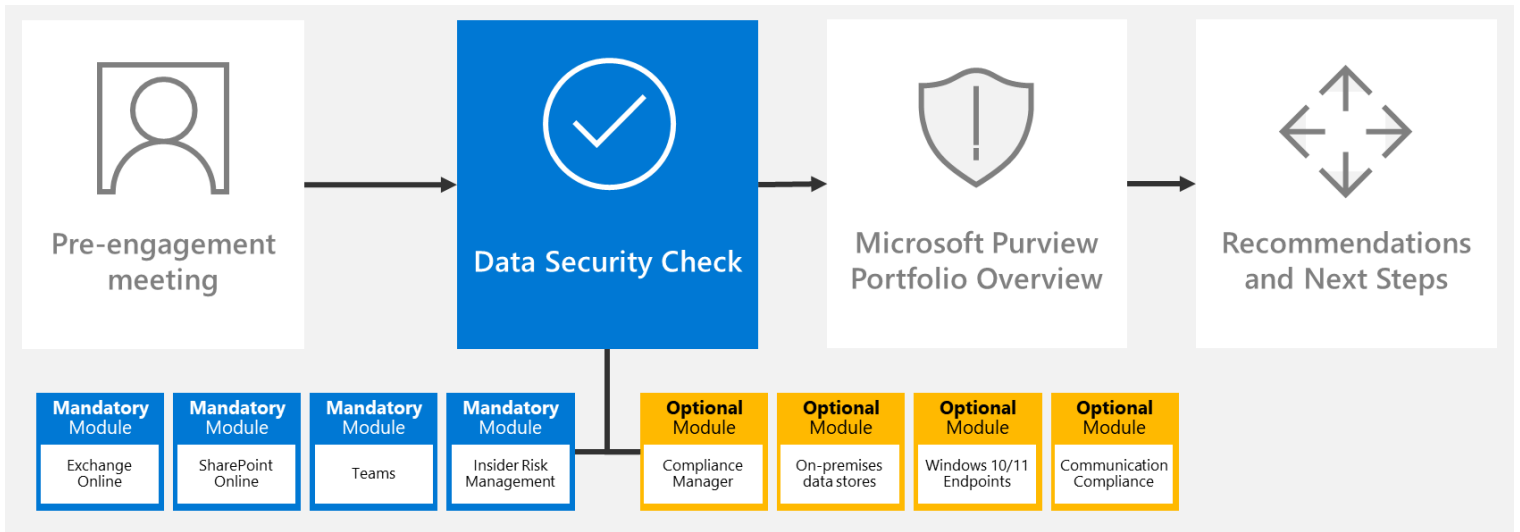 Pre-engagement
meeting
Data Security Check
Microsoft Purview
Portfolio Overview
Recommendations
and Next Steps
Mandatory
Module
Exchange
Online
Mandatory
Module
SharePoint
Online
Mandatory
Module
Teams
Mandatory
Module
Insider Risk
Management
Optional
Module
Compliance
Manager
Optional
Module
On-premises
data stores
Optional
Module
Windows 10/11
Endpoints
Optional
Module
Communication
Compliance